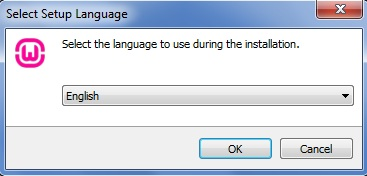 Select Setup Language
Select the language to use during the installation.
English
OK
Cancel